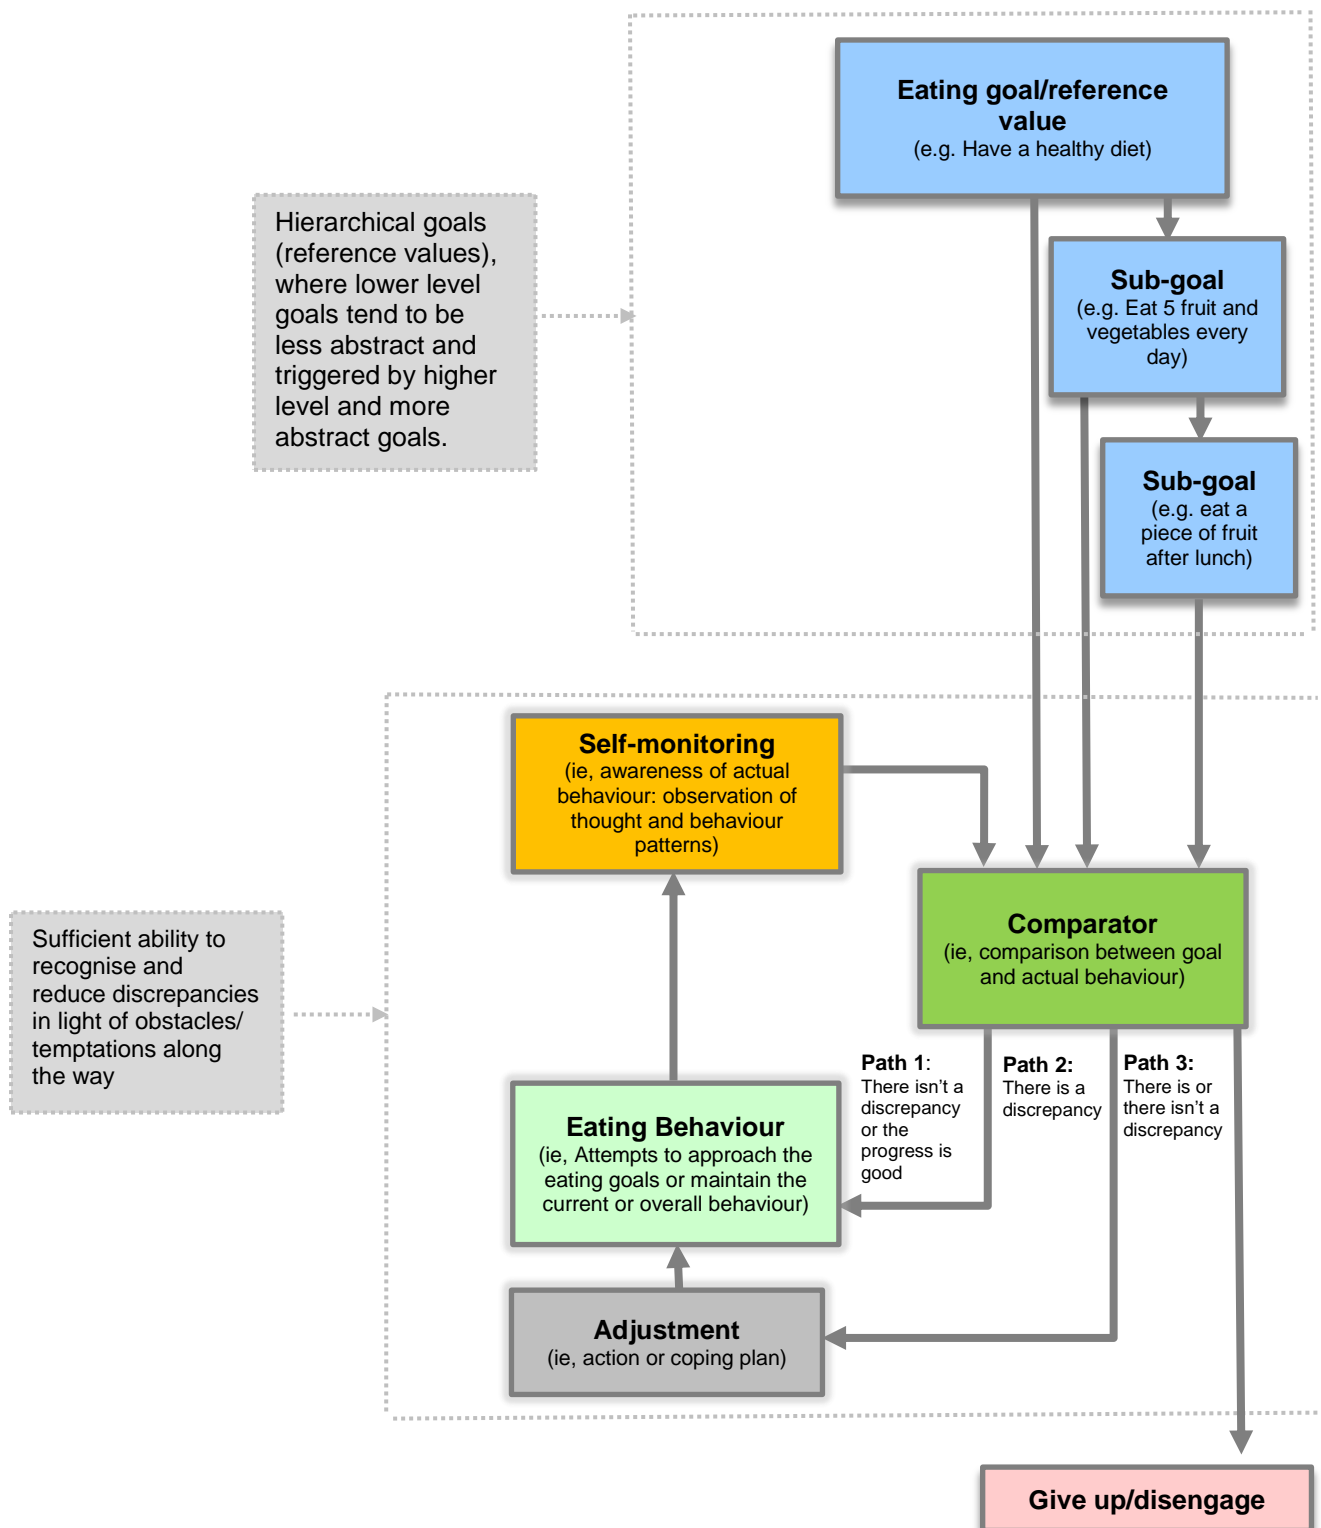 Eating goal/reference
value
(e.g. Have a healthy diet)
Hierarchical goals
(reference values),
where lower level
goals tend to be
less abstract and
triggered by higher
level and more
abstract goals.
Sub-goal
(e.g. Eat 5 fruit and
vegetables every
day)
Sub-goal
(e.g. eat a
piece of fruit
after lunch)
Self-monitoring
(ie, awareness of actual
behaviour: observation of
thought and behaviour
patterns)
Comparator
(ie, comparison between goal
and actual behaviour)
Sufficient ability to
recognise and
reduce discrepancies
in light of obstacles/
temptations along
the way
Path 1:
There isn’t a
discrepancy
or the
progress is
good
Path 2:
There is a
discrepancy
Path 3:
There is or
there isn’t a
discrepancy
Eating Behaviour
(ie, Attempts to approach the
eating goals or maintain the
current or overall behaviour)
Adjustment
(ie, action or coping plan)
Give up/disengage